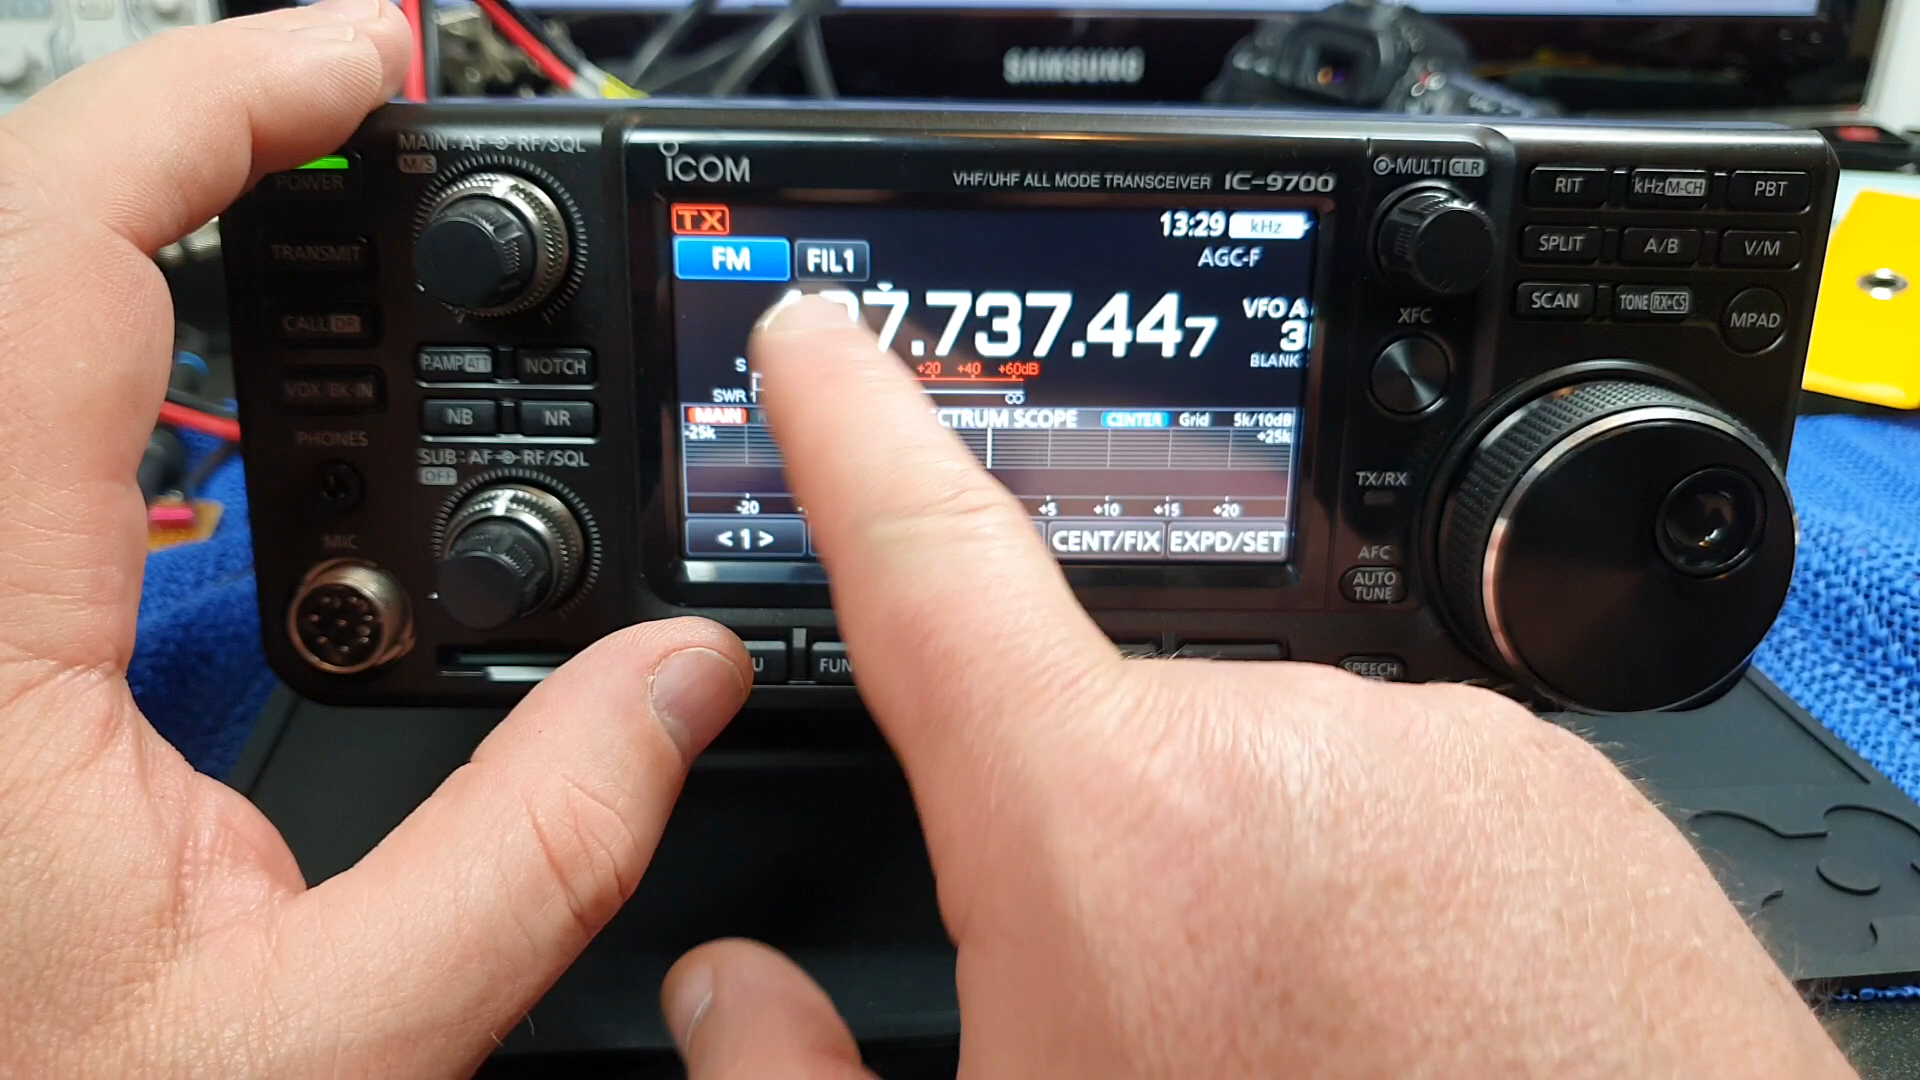 SAMSUNG
MAIN: AF RF/SQL
M/S
ICOM
VHF/UHF ALL MODE TRANSCEIVER IC-9700
MULTI CLR
RIT
kHz M-CH
PBT
POWER
TX
13:29 kHz
FM
FIL1
AGC-F
TRANSMIT
SPLIT
A/B
V/M
7.737.447
VFO A
BLANK
SCAN
TONE RX→CS
MPAD
XFC
CALL DR
P.AMP ATT
NOTCH
S
+20 +40 +60dB
SWR 1 ∞
VOX/BK-IN
NB
NR
MAIN
CTRUM SCOPE CENTER Grid 5k/10dB
-25k
+25k
PHONES
SUB: AF RF/SQL
OFF
TX/RX
-20
+5 +10 +15 +20
<1>
CENT/FIX
EXPD/SET
MIC
AFC
AUTO
TUNE
U
FUN
SPEECH